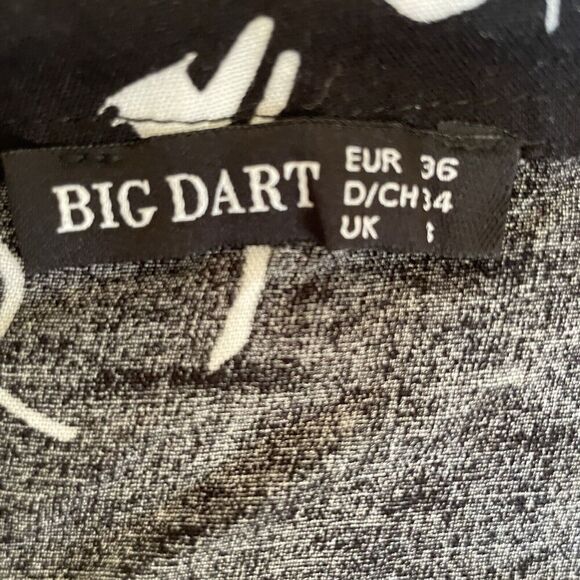 BIG DART
EUR 36
D/CH 34
UK